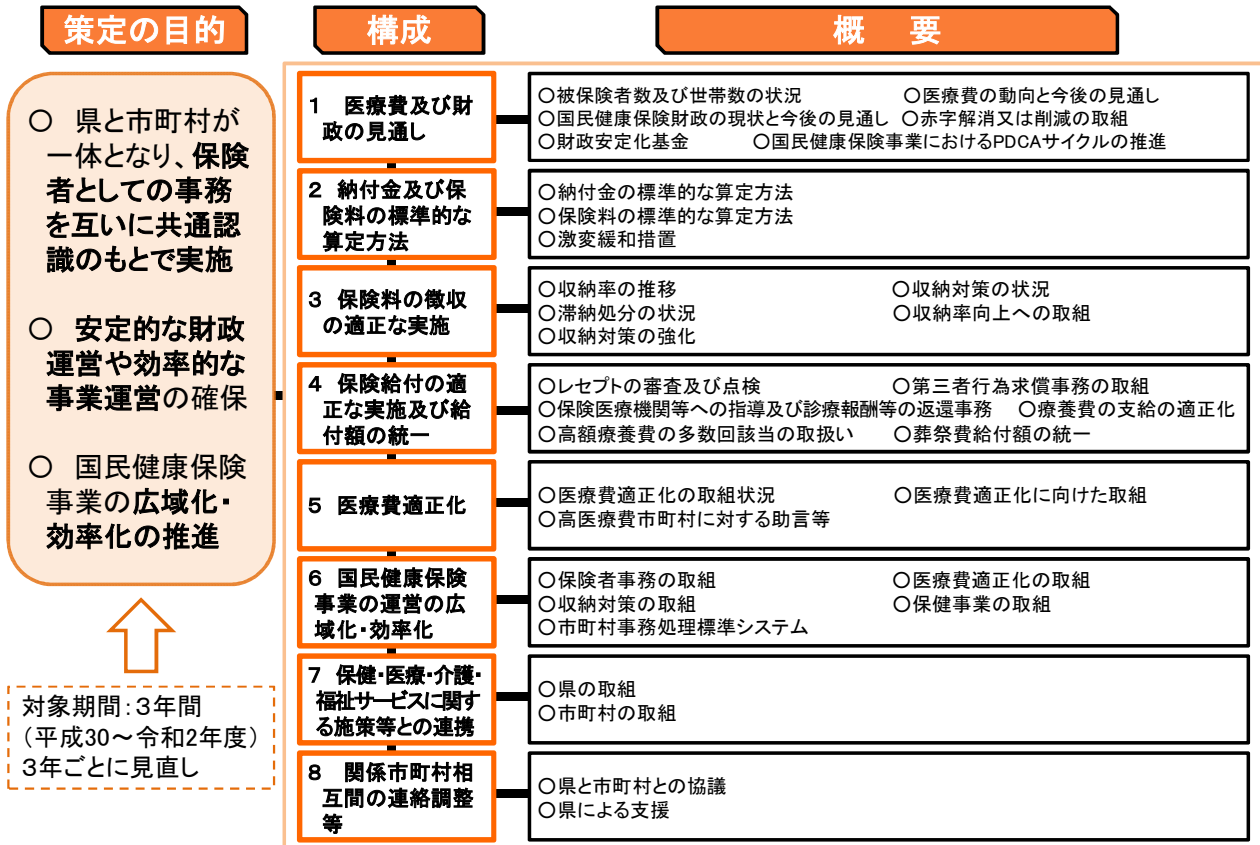 策定の目的
構成
概 要
○ 県と市町村が
一体となり、保険
者としての事務
を互いに共通認
識のもとで実施
○ 安定的な財政
運営や効率的な
事業運営の確保
○ 国民健康保険
事業の広域化・
効率化の推進
対象期間：３年間
（平成30～令和2年度）
３年ごとに見直し
１ 医療費及び財
政の見通し
○被保険者数及び世帯数の状況 ○医療費の動向と今後の見通し
○国民健康保険財政の現状と今後の見通し ○赤字解消又は削減の取組
○財政安定化基金 ○国民健康保険事業におけるPDCAサイクルの推進
２ 納付金及び保
険料の標準的な
算定方法
○納付金の標準的な算定方法
○保険料の標準的な算定方法
○激変緩和措置
３ 保険料の徴収
の適正な実施
○収納率の推移 ○収納対策の状況
○滞納処分の状況 ○収納率向上への取組
○収納対策の強化
４ 保険給付の適
正な実施及び給
付額の統一
○レセプトの審査及び点検 ○第三者行為求償事務の取組
○保険医療機関等への指導及び診療報酬等の返還事務 ○療養費の支給の適正化
○高額療養費の多数回該当の取扱い ○葬祭費給付額の統一
５ 医療費適正化
○医療費適正化の取組状況 ○医療費適正化に向けた取組
○高医療費市町村に対する助言等
６ 国民健康保険
事業の運営の広
域化・効率化
○保険者事務の取組 ○医療費適正化の取組
○収納対策の取組 ○保健事業の取組
○市町村事務処理標準システム
７ 保健・医療・介護・
福祉サービスに関す
る施策等との連携
○県の取組
○市町村の取組
８ 関係市町村相
互間の連絡調整
等
○県と市町村との協議
○県による支援